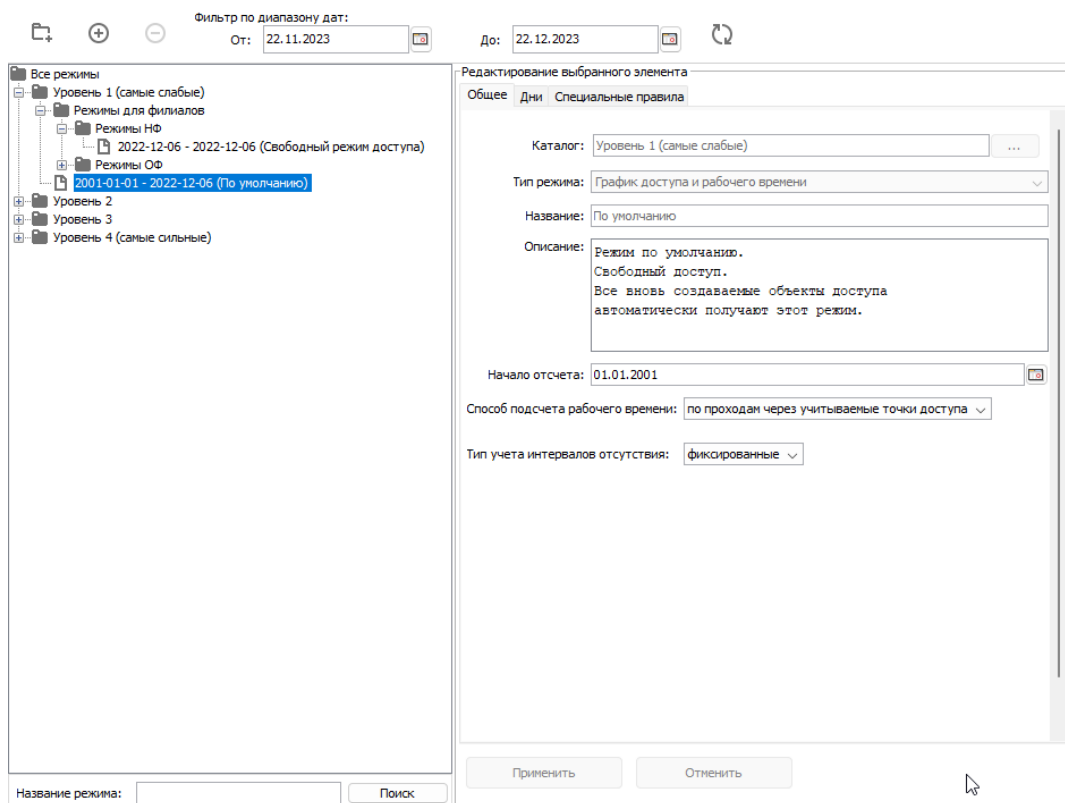 Фильтр по диапазону дат:
От: 22.11.2023 До: 22.12.2023
Все режимы
Уровень 1 (самые слабые)
Режимы для филиалов
Режимы НФ
2022-12-06 - 2022-12-06 (Свободный режим доступа)
Режимы ОФ
2001-01-01 - 2022-12-06 (По умолчанию)
Уровень 2
Уровень 3
Уровень 4 (самые сильные)
Название режима: Поиск
Редактирование выбранного элемента
Общее Дни Специальные правила
Каталог: Уровень 1 (самые слабые) ...
Тип режима: График доступа и рабочего времени
Название: По умолчанию
Описание: Режим по умолчанию.
Свободный доступ.
Все вновь создаваемые объекты доступа
автоматически получают этот режим.
Начало отсчета: 01.01.2001
Способ подсчета рабочего времени: по проходам через учитываемые точки доступа
Тип учета интервалов отсутствия: фиксированные
Применить Отменить